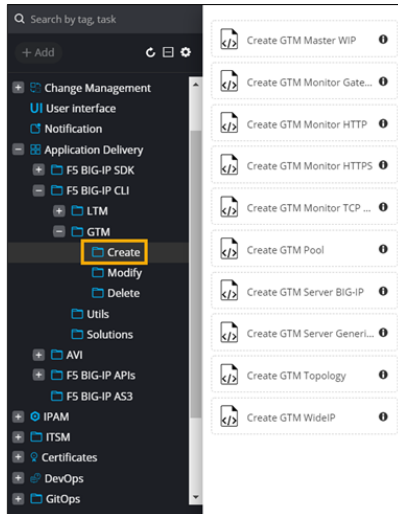 Search by tag, task
+ Add
Change Management
UI User interface
Notification
Application Delivery
F5 BIG-IP SDK
F5 BIG-IP CLI
LTM
GTM
Create
Modify
Delete
Utils
Solutions
AVI
F5 BIG-IP APIs
F5 BIG-IP AS3
IPAM
ITSM
Certificates
DevOps
GitOps
Create GTM Master WIP
Create GTM Monitor Gate...
Create GTM Monitor HTTP
Create GTM Monitor HTTPS
Create GTM Monitor TCP ...
Create GTM Pool
Create GTM Server BIG-IP
Create GTM Server Generi...
Create GTM Topology
Create GTM WideIP